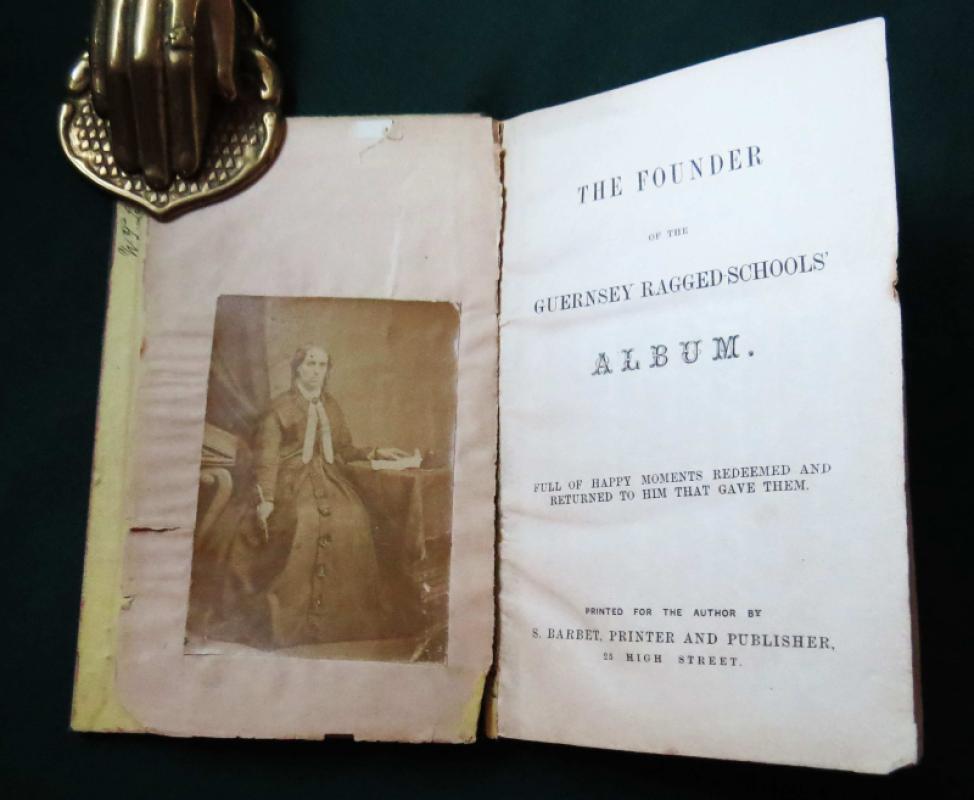 THE FOUNDER
OF THE
GUERNSEY RAGGED-SCHOOLS'
ALBUM.
FULL OF HAPPY MOMENTS REDEEMED AND
RETURNED TO HIM THAT GAVE THEM.
PRINTED FOR THE AUTHOR BY
S. BARBET, PRINTER AND PUBLISHER,
25 HIGH STREET.